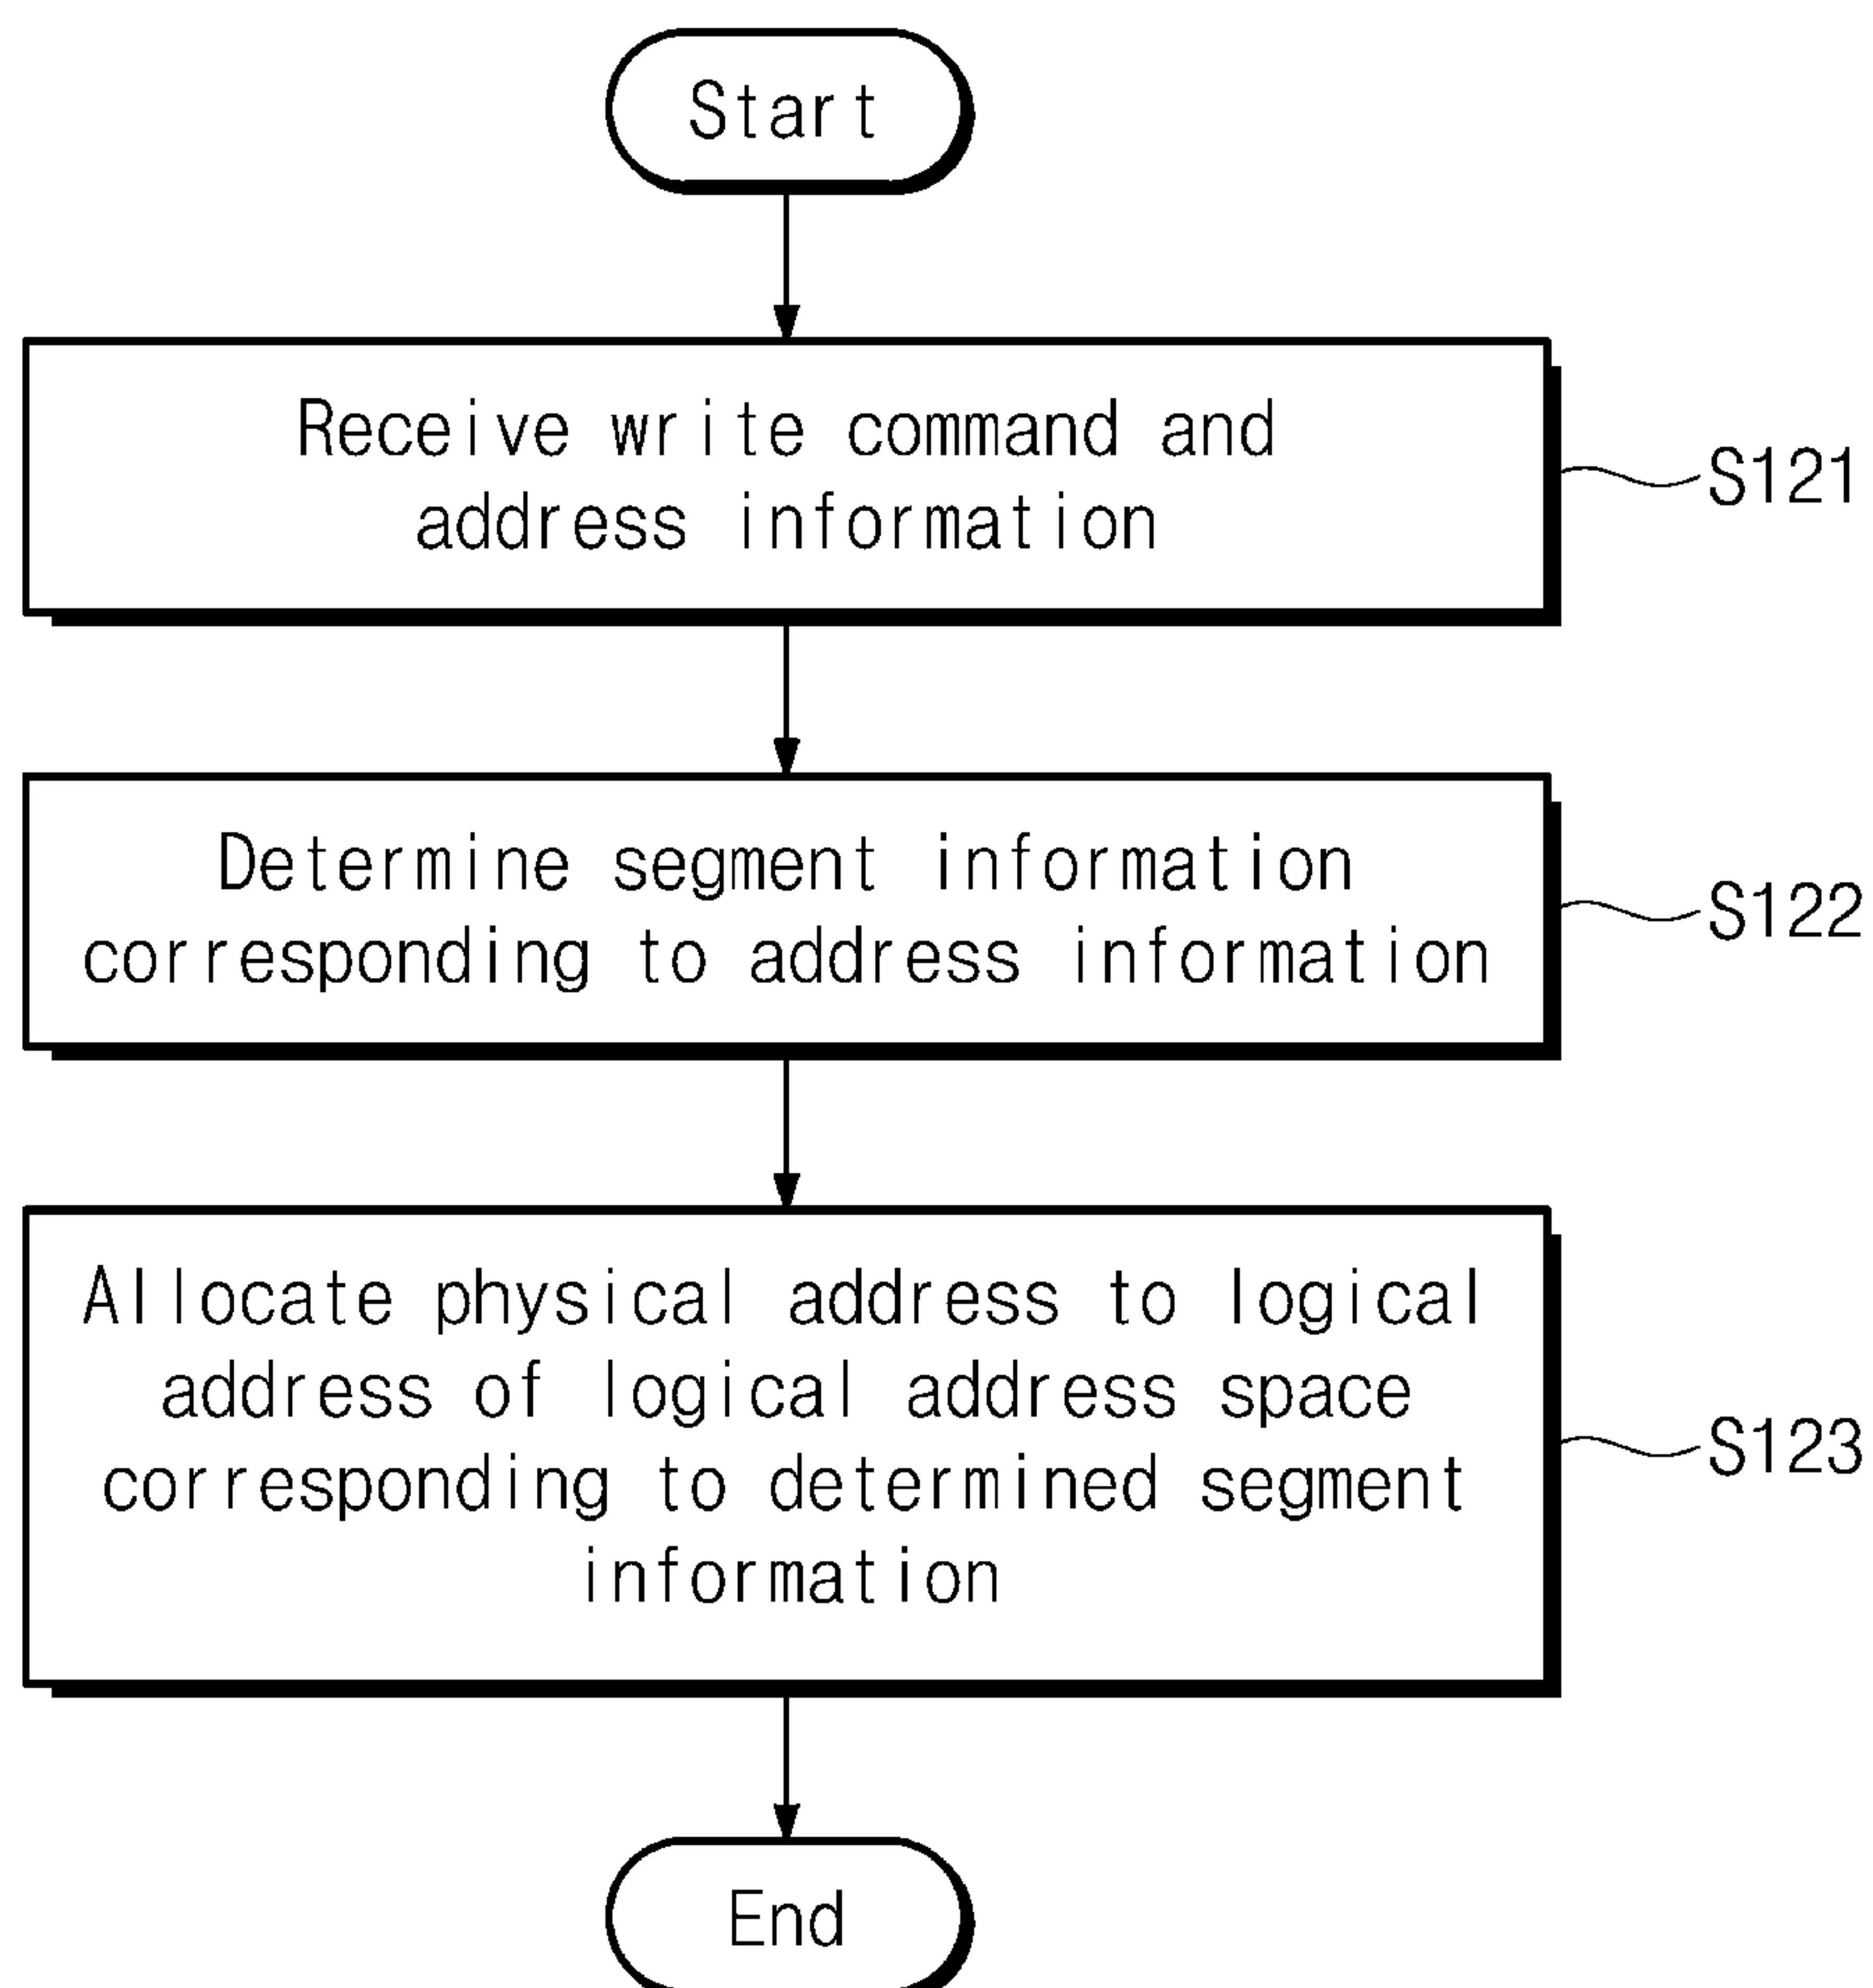 Start
Receive write command and
address information
S121
Determine segment information
corresponding to address information
S122
Allocate physical address to logical
address of logical address space
corresponding to determined segment
information
S123
End